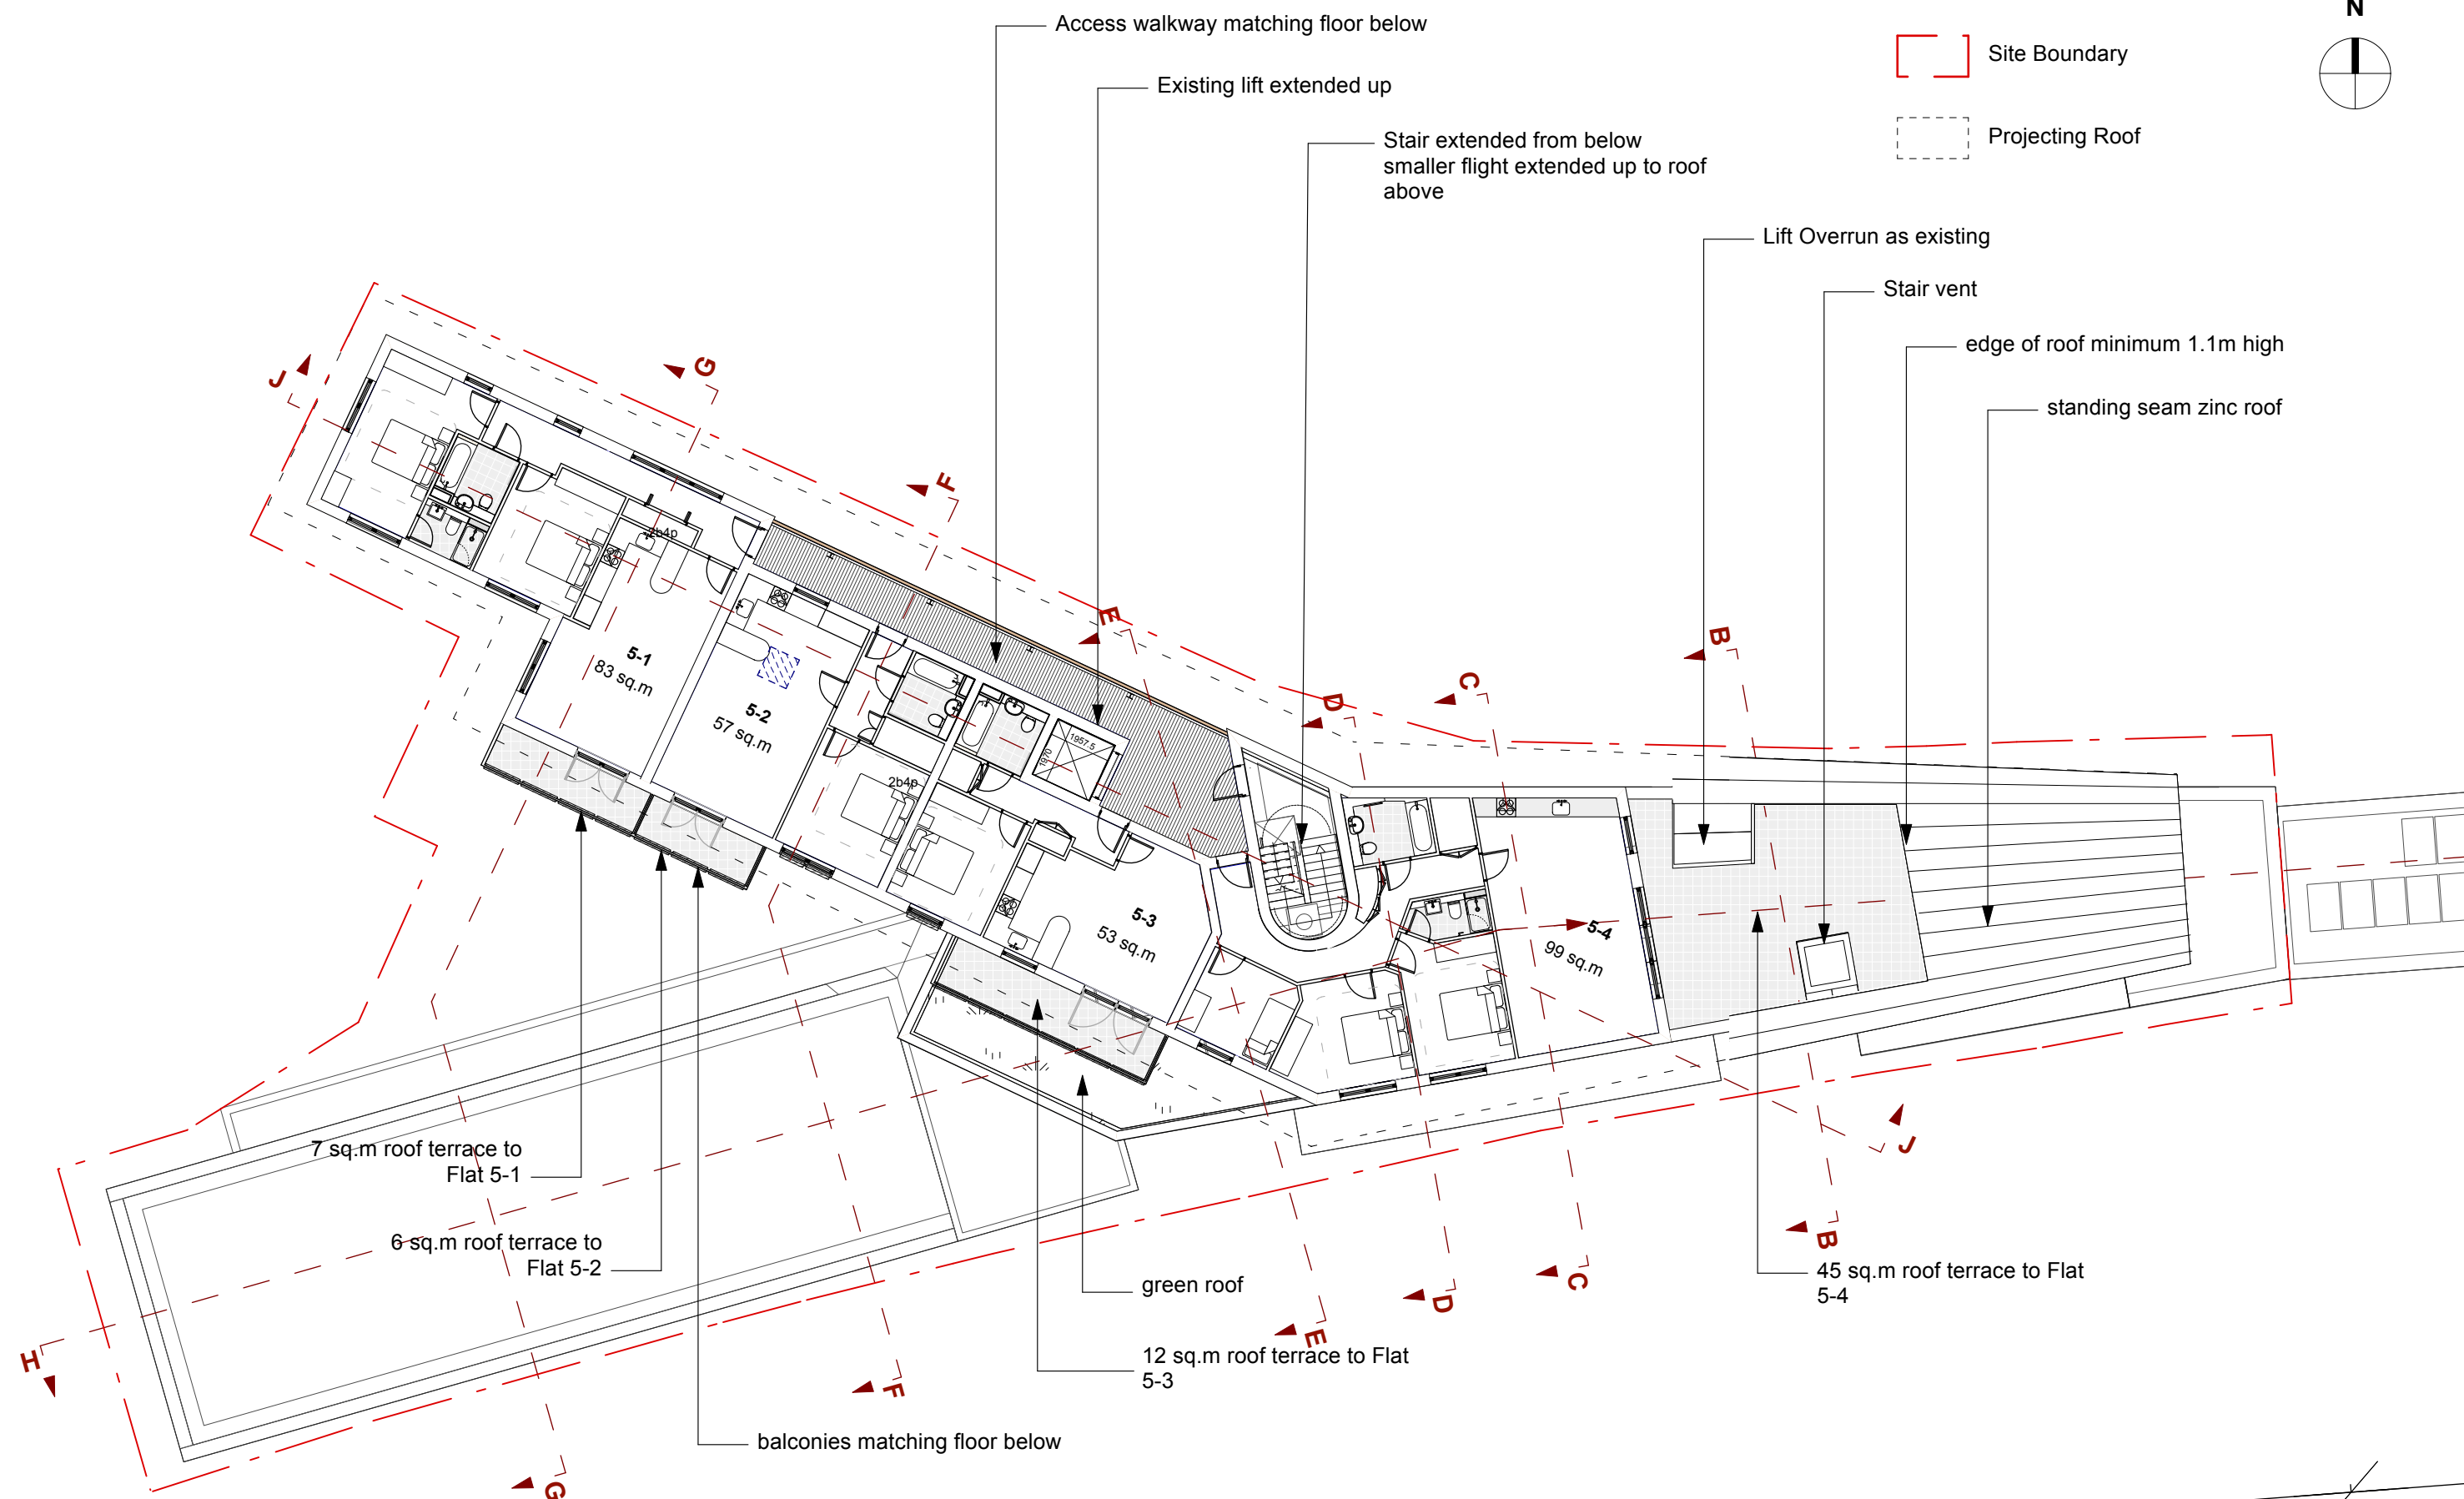 N
Access walkway matching floor below
Site Boundary
Existing lift extended up
Projecting Roof
Stair extended from below
smaller flight extended up to roof
above
Lift Overrun as existing
Stair vent
edge of roof minimum 1.1m high
standing seam zinc roof
J
G
F
E
D
C
B
2b4p
5-1
83 sq.m
5-2
57 sq.m
1957.5
1970
2b4p
5-3
53 sq.m
5-4
99 sq.m
7 sq.m roof terrace to
Flat 5-1
6 sq.m roof terrace to
Flat 5-2
green roof
12 sq.m roof terrace to Flat
5-3
balconies matching floor below
45 sq.m roof terrace to Flat
5-4
J
B
C
D
E
F
G
H